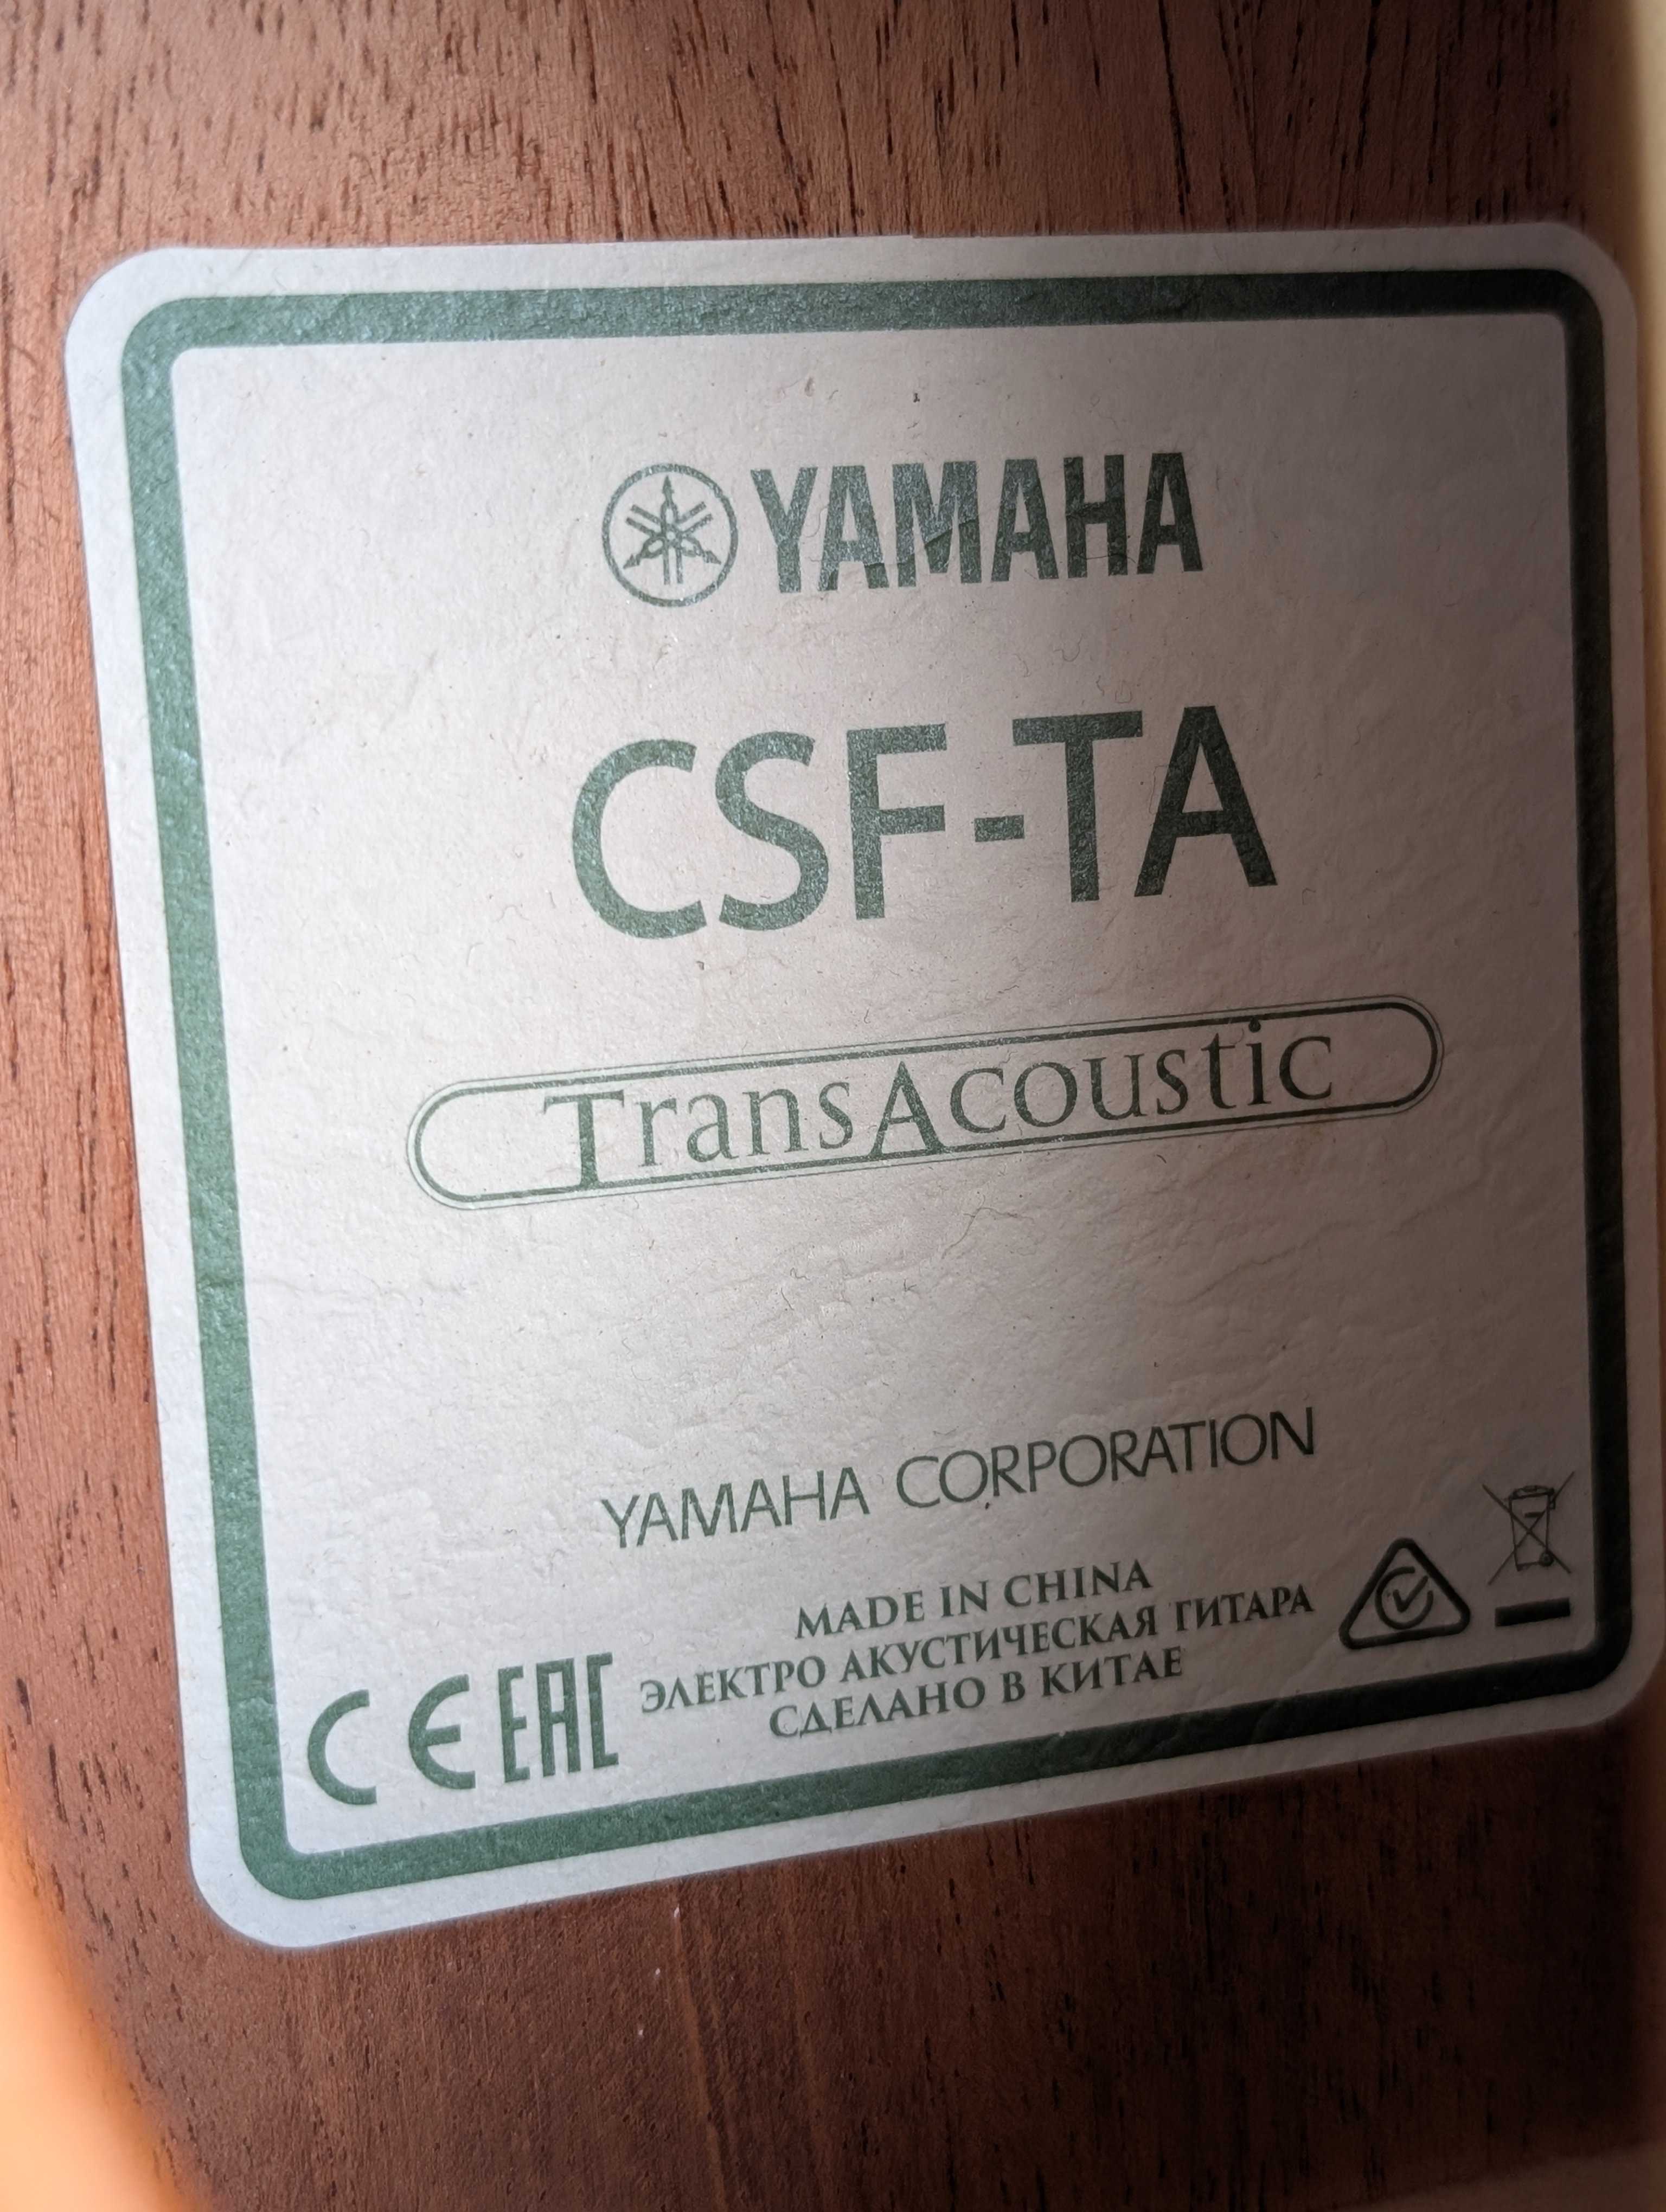 YAMAHA
CSF-TA
TransAcoustic
YAMAHA CORPORATION
MADE IN CHINA
ЭЛЕКТРО АКУСТИЧЕСКАЯ ГИТАРА
СДЕЛАНО В КИТАЕ
CE EAC